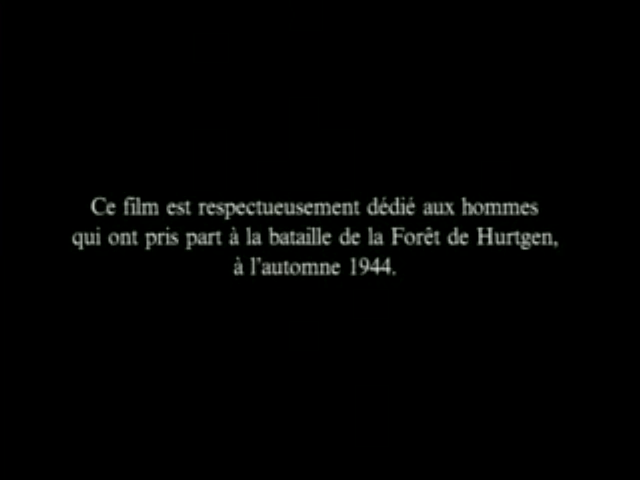 Ce film est respectueusement dédié aux hommes
qui ont pris part à la bataille de la Forêt de Hurtgen,
à l'automne 1944.